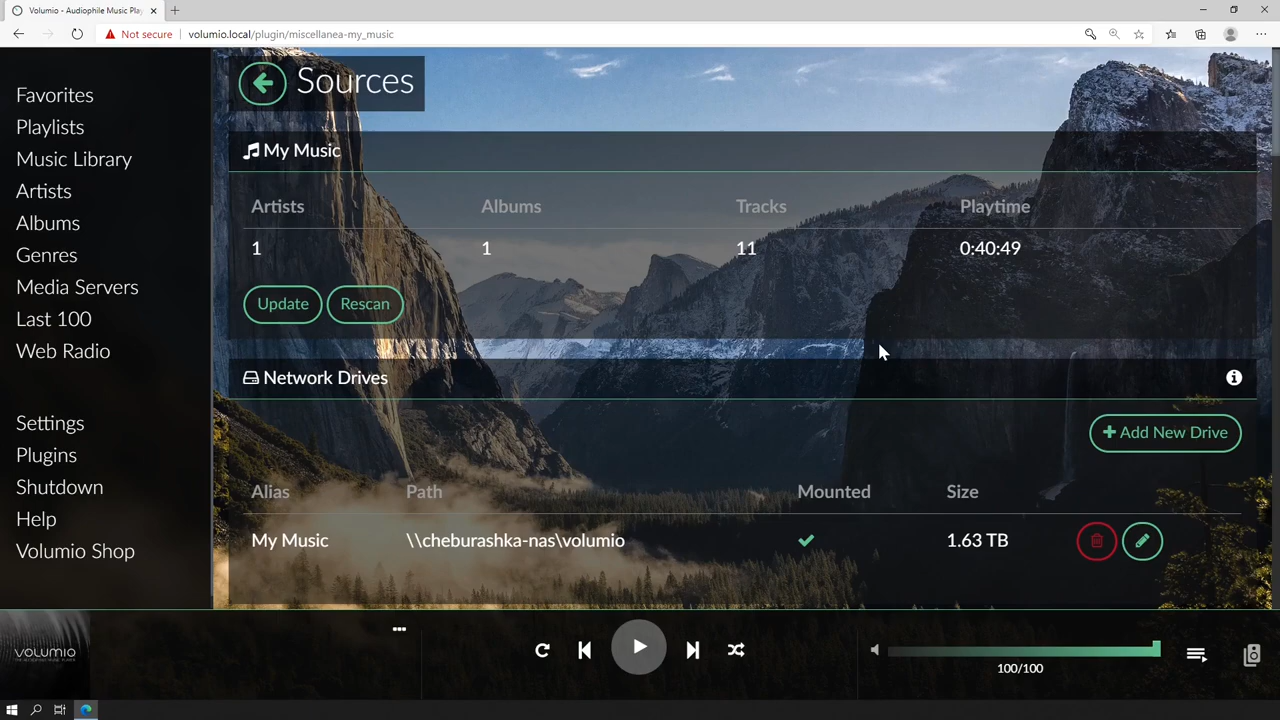 Volumio - Audiophile Music Play
Not secure
volumio.local/plugin/miscellanea-my_music
Favorites
Playlists
Music Library
Artists
Albums
Genres
Media Servers
Last 100
Web Radio
Settings
Plugins
Shutdown
Help
Volumio Shop
Sources
My Music
Artists Albums Tracks Playtime
1 1 11 0:40:49
Update Rescan
Network Drives
+ Add New Drive
Alias Path Mounted Size
My Music \\cheburashka-nas\volumio 1.63 TB
VOLUMIO
100/100